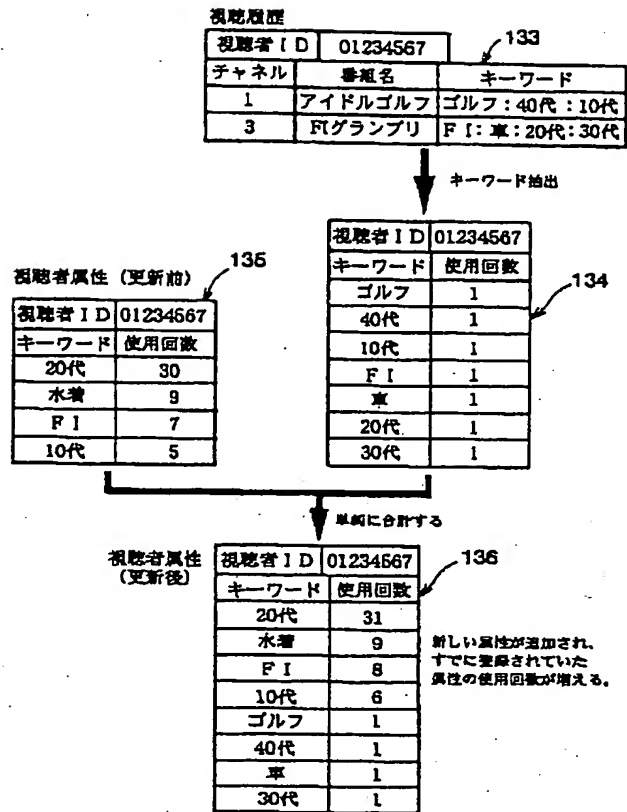 視聴履歴
視聴者ID 01234567
133
チャネル 番組名 キーワード
1 アイドルゴルフ ゴルフ:40代:10代
3 FIグランプリ FI:車:20代:30代
キーワード抽出
視聴者ID 01234567
キーワード 使用回数
134
ゴルフ 1
40代 1
10代 1
FI 1
車 1
20代 1
30代 1
視聴者属性 (更新前)
135
視聴者ID 01234567
キーワード 使用回数
20代 30
水着 9
FI 7
10代 5
単純に合計する
視聴者属性
(更新後)
視聴者ID 01234567
136
キーワード 使用回数
20代 31
水着 9
FI 8
10代 6
ゴルフ 1
40代 1
車 1
30代 1
新しい属性が追加され、
すでに登録されていた
属性の使用回数が増える。